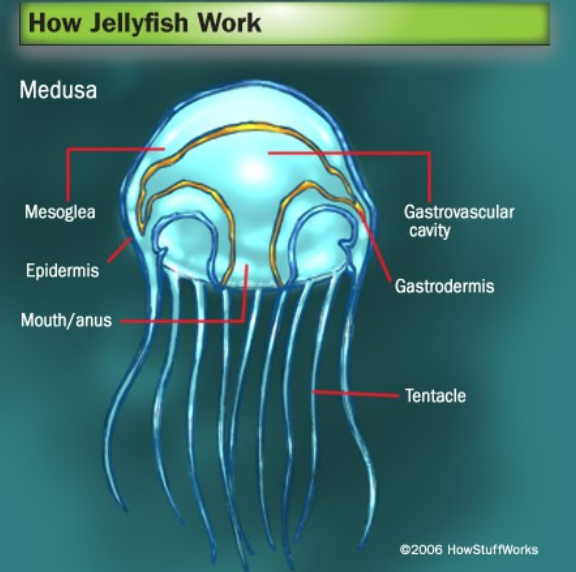 How Jellyfish Work
Medusa
Mesoglea
Gastrovascular
cavity
Epidermis
Gastrodermis
Mouth/anus
Tentacle
©2006 HowStuffWorks